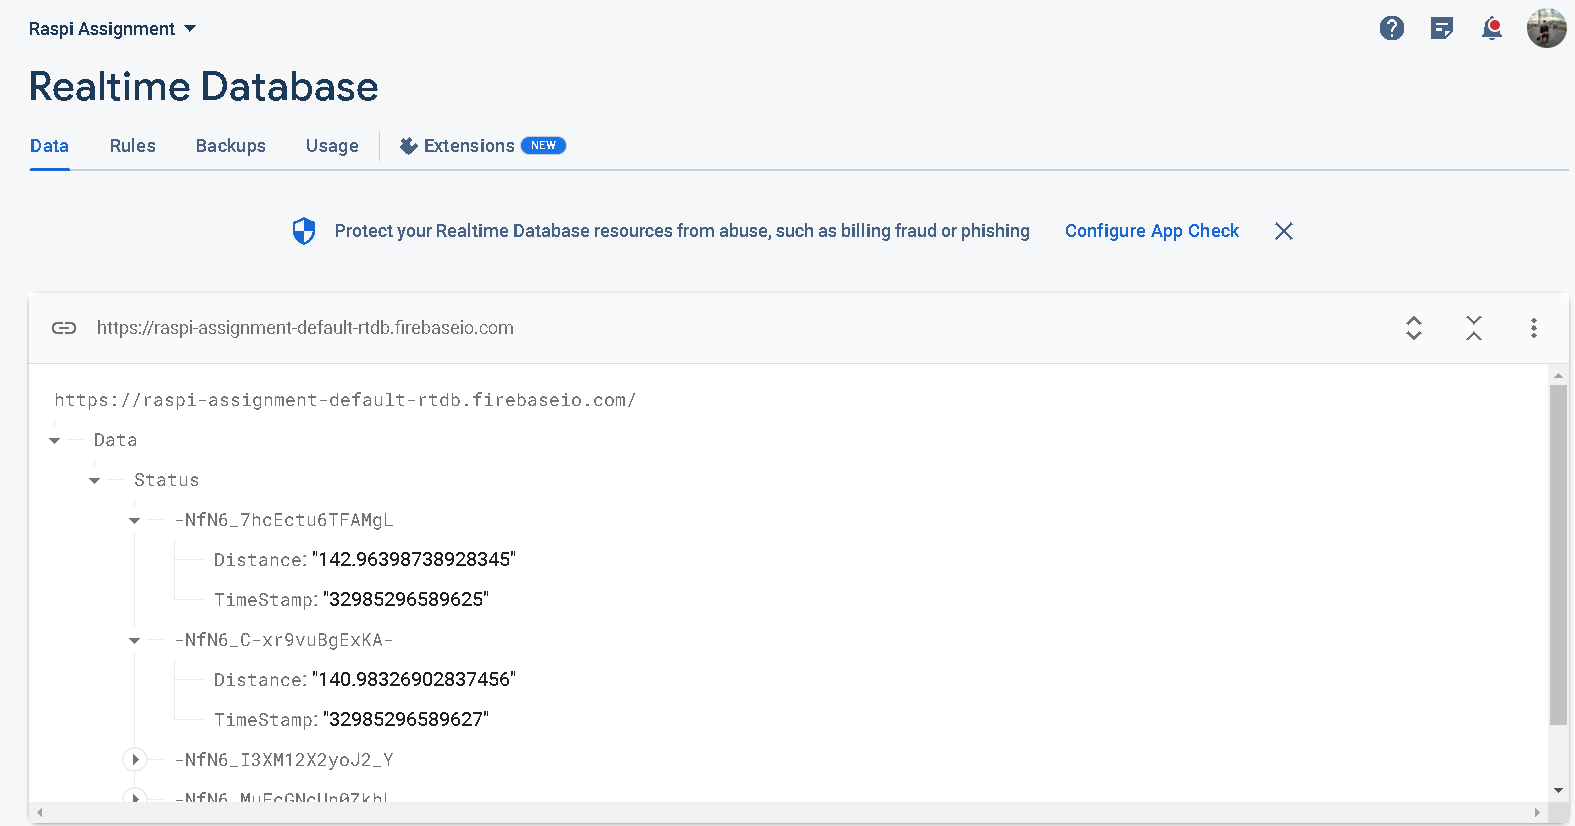 Raspi Assignment
Realtime Database
Data Rules Backups Usage Extensions NEW
Protect your Realtime Database resources from abuse, such as billing fraud or phishing Configure App Check
https://raspi-assignment-default-rtdb.firebaseio.com
https://raspi-assignment-default-rtdb.firebaseio.com/
Data
Status
-NfN6_7hcEctu6TFAMgL
Distance: "142.96398738928345"
TimeStamp: "32985296589625"
-NfN6_C-xr9vuBgExKA-
Distance: "140.98326902837456"
TimeStamp: "32985296589627"
-NfN6_I3XM12X2yoJ2_Y